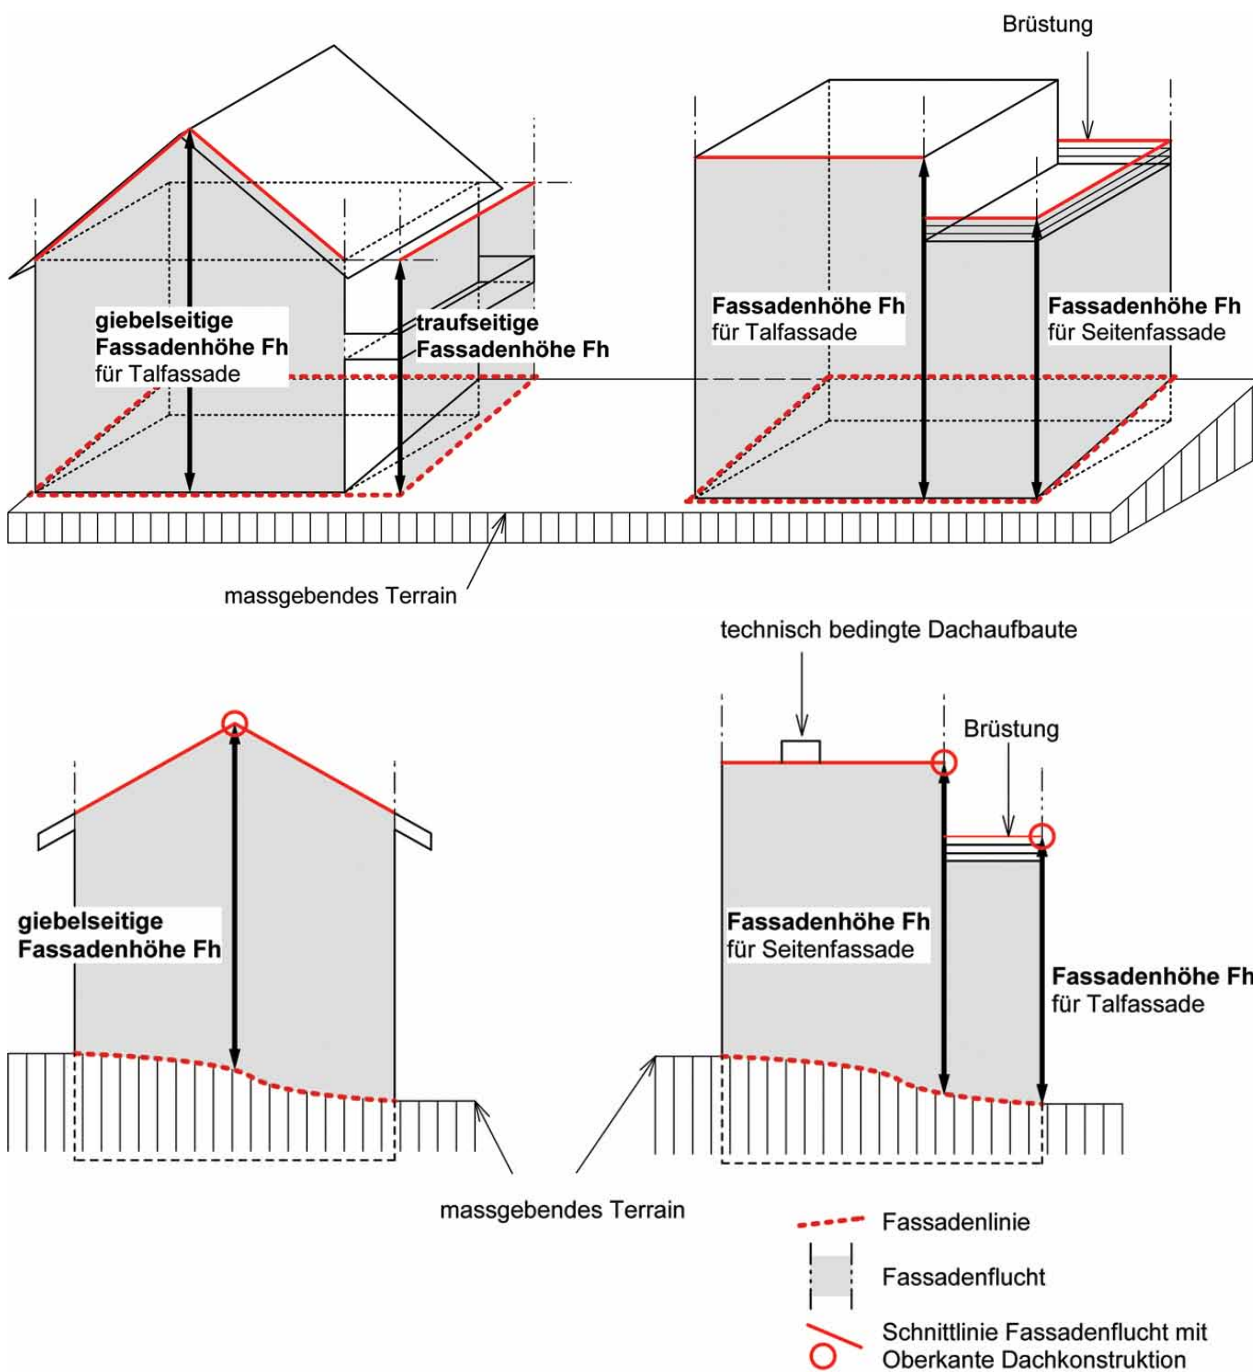 Brüstung
giebelseitige
Fassadenhöhe Fh
für Talfassade
traufseitige
Fassadenhöhe Fh
Fassadenhöhe Fh
für Talfassade
Fassadenhöhe Fh
für Seitenfassade
massgebendes Terrain
technisch bedingte Dachaufbaute
Brüstung
giebelseitige
Fassadenhöhe Fh
Fassadenhöhe Fh
für Seitenfassade
Fassadenhöhe Fh
für Talfassade
massgebendes Terrain
Fassadenlinie
Fassadenflucht
Schnittlinie Fassadenflucht mit
Oberkante Dachkonstruktion